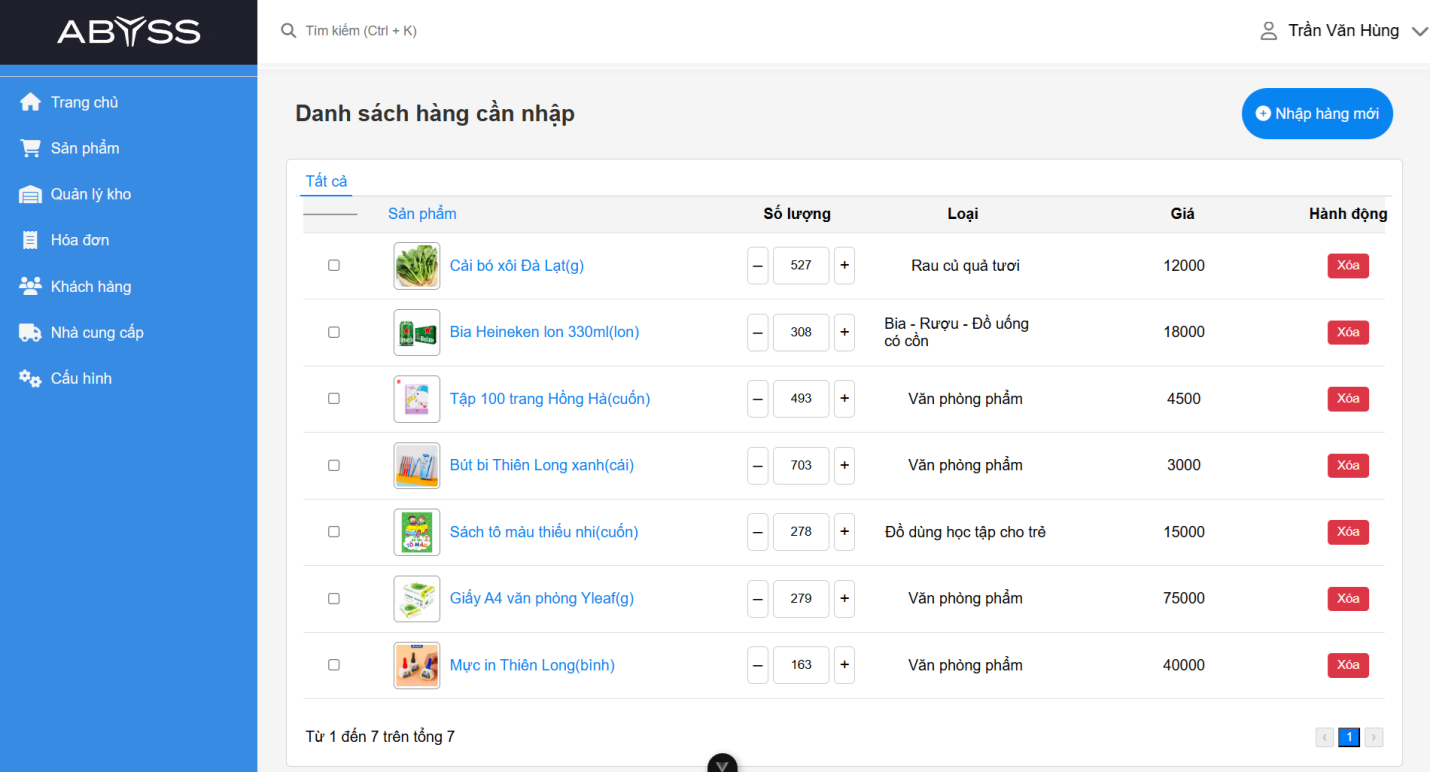 ABYSS
Tìm kiếm (Ctrl + K)
Trần Văn Hùng
Trang chủ
Sản phẩm
Quản lý kho
Hóa đơn
Khách hàng
Nhà cung cấp
Cấu hình
Danh sách hàng cần nhập
Nhập hàng mới
Tất cả
Sản phẩm Số lượng Loại Giá Hành động
Cải bó xôi Đà Lạt(g) – 527 + Rau củ quả tươi 12000 Xóa
Bia Heineken lon 330ml(lon) – 308 + Bia - Rượu - Đồ uống
có cồn 18000 Xóa
Tập 100 trang Hồng Hà(cuốn) – 493 + Văn phòng phẩm 4500 Xóa
Bút bi Thiên Long xanh(cái) – 703 + Văn phòng phẩm 3000 Xóa
Sách tô màu thiếu nhi(cuốn) – 278 + Đồ dùng học tập cho trẻ 15000 Xóa
Giấy A4 văn phòng Yleaf(g) – 279 + Văn phòng phẩm 75000 Xóa
Mực in Thiên Long(bình) – 163 + Văn phòng phẩm 40000 Xóa
Từ 1 đến 7 trên tổng 7
‹ 1 ›